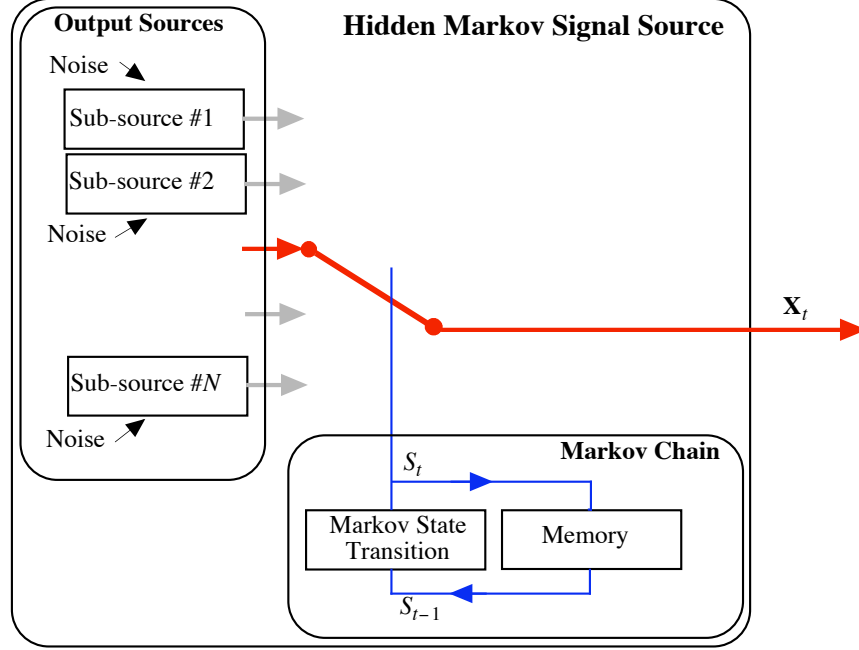 Output Sources
Hidden Markov Signal Source
Noise
Sub-source #1
Sub-source #2
Noise
X_t
Sub-source #N
Noise
Markov Chain
S_t
Markov State
Transition
Memory
S_{t−1}